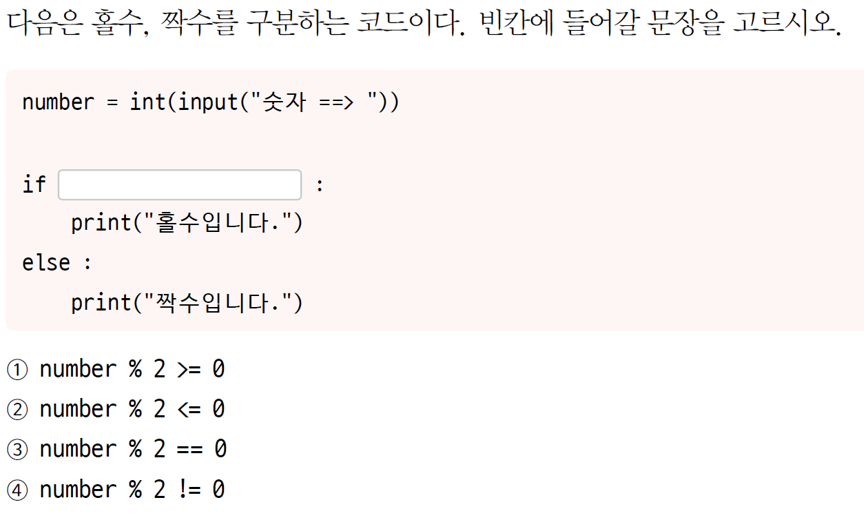 다음은 홀수, 짝수를 구분하는 코드이다. 빈칸에 들어갈 문장을 고르시오.
number = int(input("숫자 ==> "))
if :
print("홀수입니다.")
else :
print("짝수입니다.")
① number % 2 >= 0
② number % 2 <= 0
③ number % 2 == 0
④ number % 2 != 0